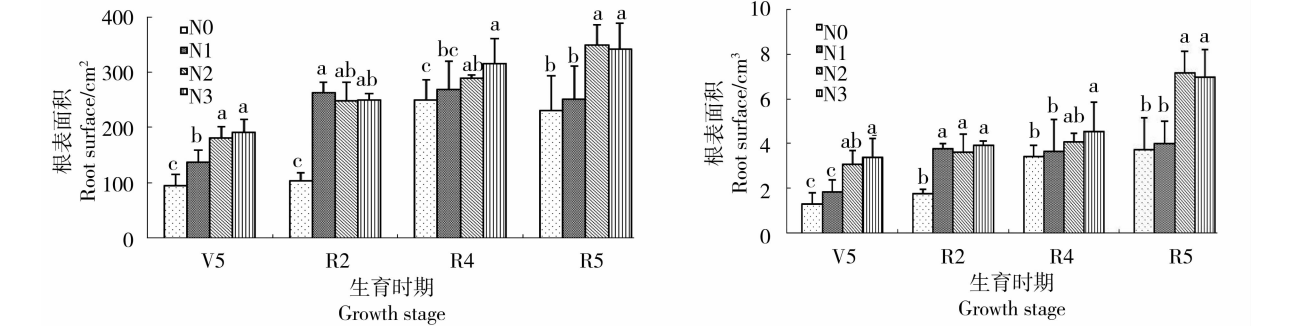 400
300
200
100
0
根表面积
Root surface/cm²
N0
N1
N2
N3
c
b
a
a
c
a
ab
ab
c
bc
ab
a
b
b
a
a
V5
R2
R4
R5
生育时期
Growth stage
10
8
6
4
2
0
根表面积
Root surface/cm³
N0
N1
N2
N3
c
c
ab
a
b
a
a
a
b
b
ab
a
b
b
a
a
V5
R2
R4
R5
生育时期
Growth stage